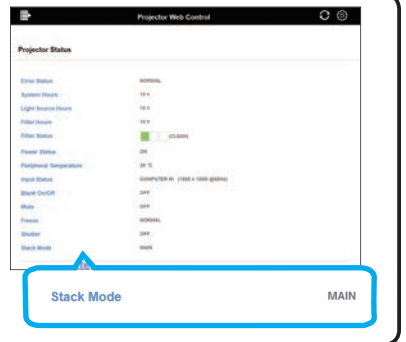 Projector Web Control
Projector Status
Error Status NORMAL
System Hours 10 h
Light Source Hours 10 h
Filter Hours 10 h
Filter Status (CLEAN)
Power Status ON
Peripheral Temperature
Input Status COMPUTER IN
Blank On/Off OFF
Mute OFF
Freeze NORMAL
Shutter OFF
Stack Mode MAIN
Stack Mode MAIN